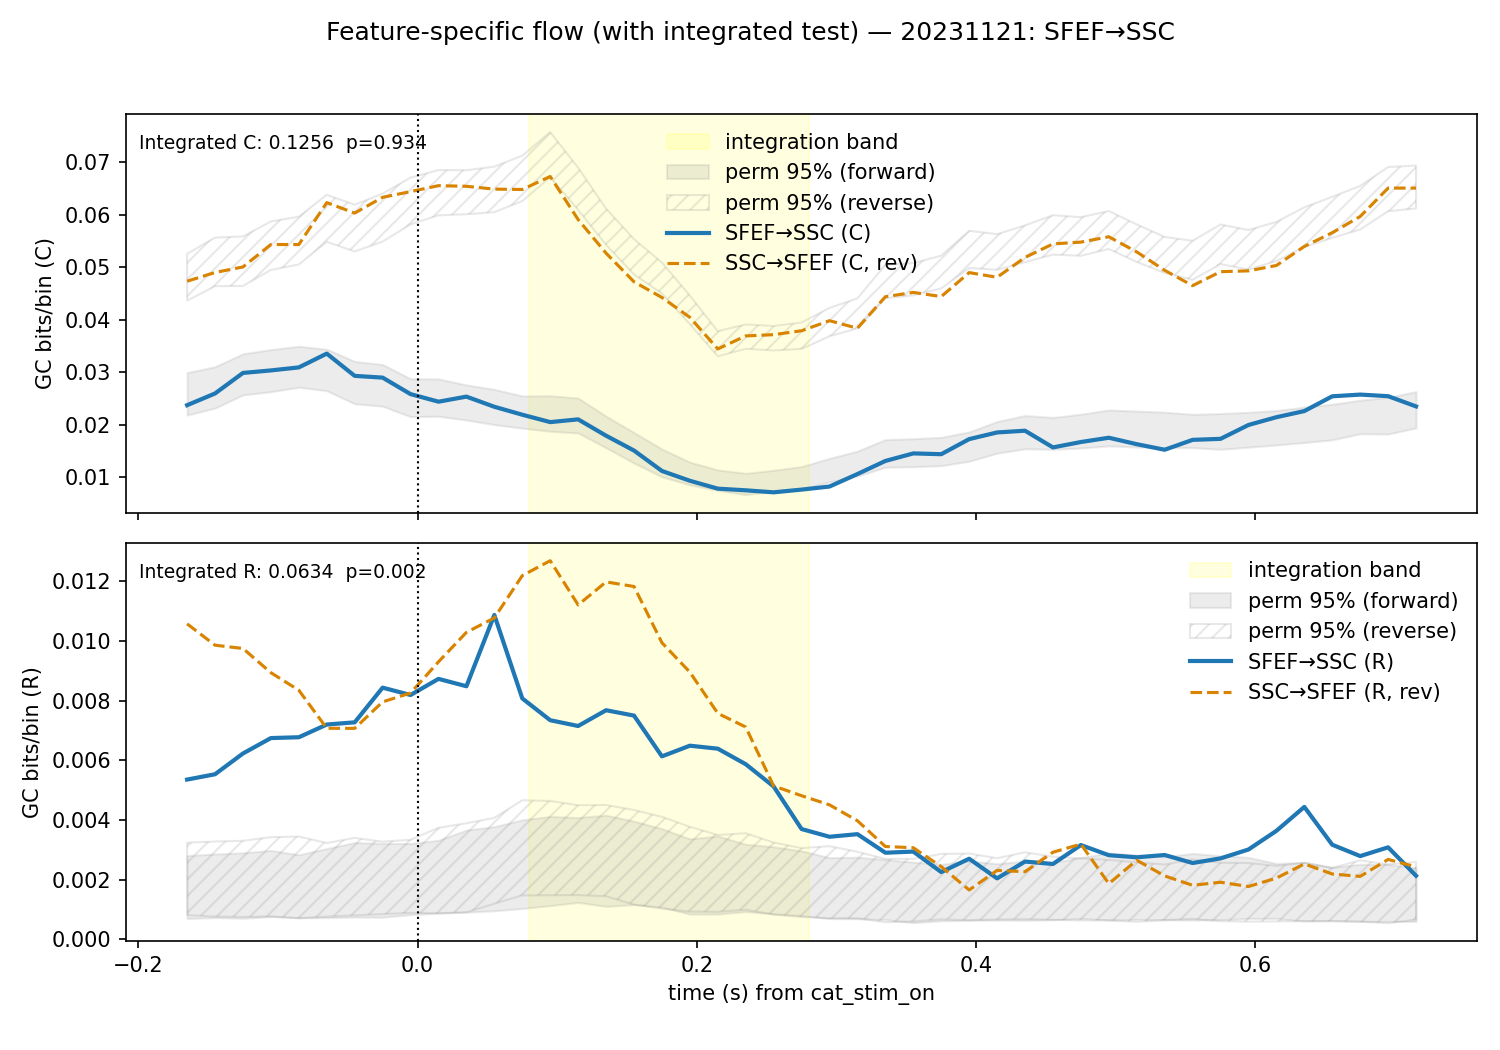 Feature-specific flow (with integrated test) — 20231121: SFEF→SSC
Integrated C: 0.1256  p=0.934
integration band
perm 95% (forward)
perm 95% (reverse)
SFEF→SSC (C)
SSC→SFEF (C, rev)
GC bits/bin (C)
0.07
0.06
0.05
0.04
0.03
0.02
0.01
Integrated R: 0.0634  p=0.002
integration band
perm 95% (forward)
perm 95% (reverse)
SFEF→SSC (R)
SSC→SFEF (R, rev)
GC bits/bin (R)
0.012
0.010
0.008
0.006
0.004
0.002
0.000
−0.2
0.0
0.2
0.4
0.6
time (s) from cat_stim_on